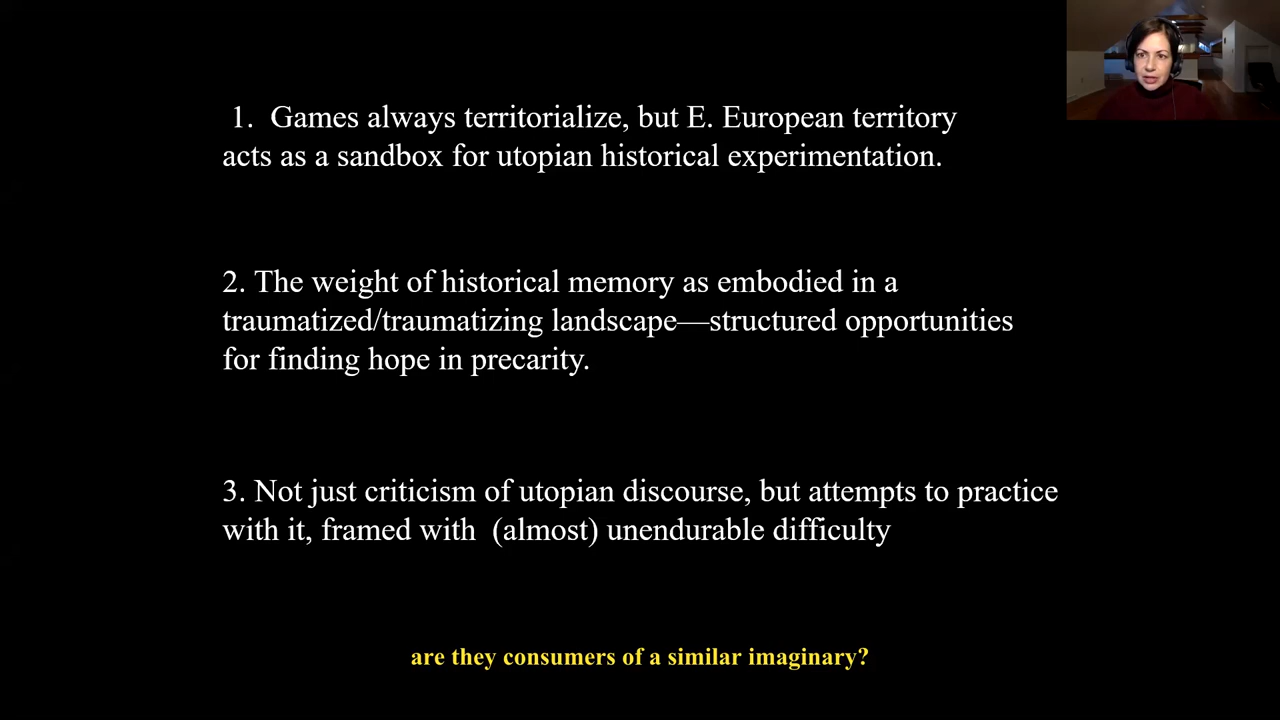 1.  Games always territorialize, but E. European territory
acts as a sandbox for utopian historical experimentation.
2. The weight of historical memory as embodied in a
traumatized/traumatizing landscape—structured opportunities
for finding hope in precarity.
3. Not just criticism of utopian discourse, but attempts to practice
with it, framed with  (almost) unendurable difficulty
are they consumers of a similar imaginary?